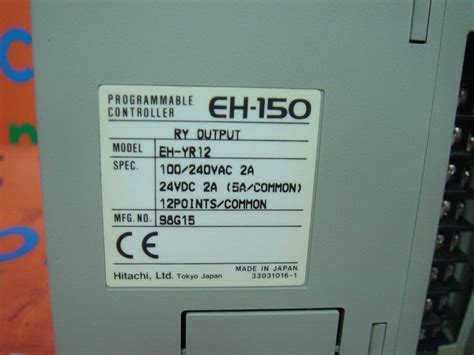 PROGRAMMABLE
CONTROLLER EH-150
RY OUTPUT
MODEL EH-YR12
SPEC. 100/240VAC 2A
24VDC 2A (5A/COMMON)
12POINTS/COMMON
MFG. NO. 98G15
CE
MADE IN JAPAN
Hitachi, Ltd. Tokyo Japan 33031016-1